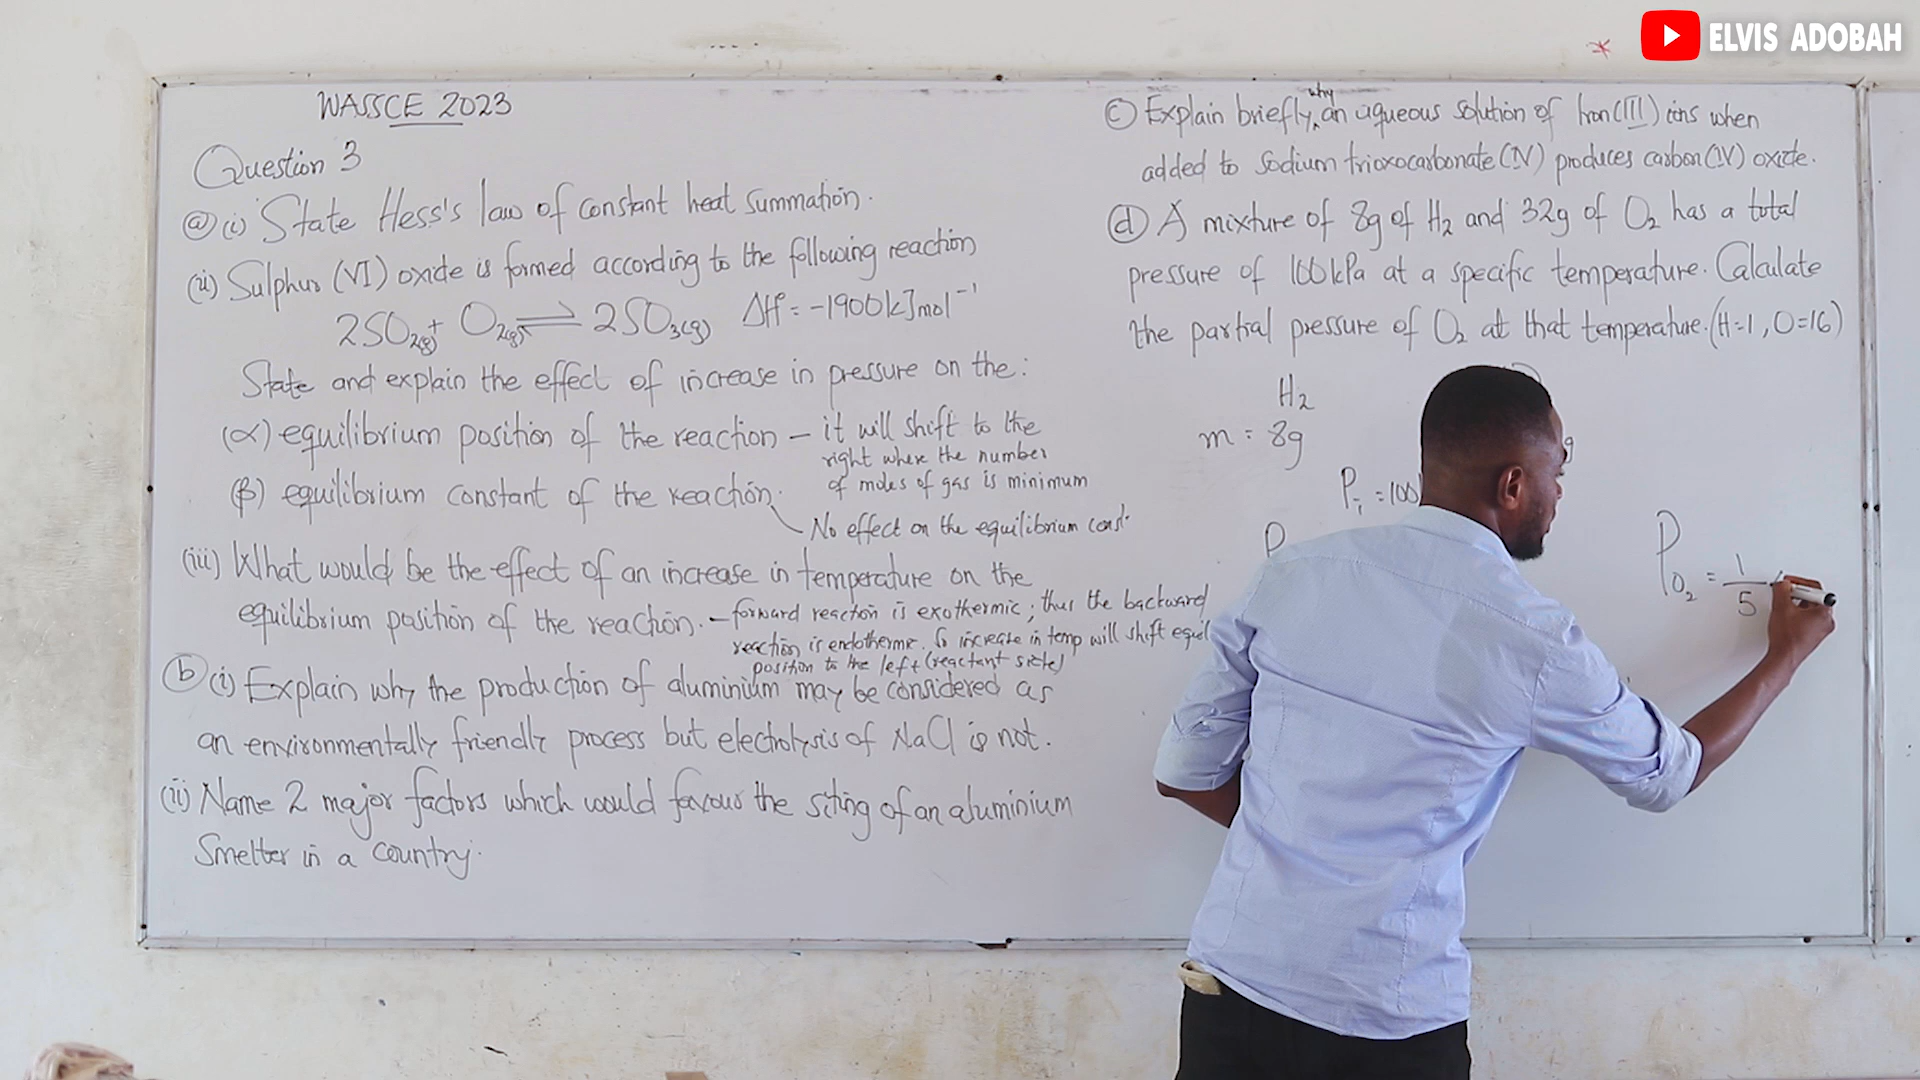 ELVIS ADOBAH
WASSCE 2023
Question 3
(a) (i) State Hess's law of constant heat summation.
(ii) Sulphur (VI) oxide is formed according to the following reaction
2SO2(g) + O2(g) ⇌ 2SO3(g) ΔH = -1900kJmol⁻¹
State and explain the effect of increase in pressure on the:
(α) equilibrium position of the reaction – it will shift to the
right where the number
of moles of gas is minimum
(β) equilibrium constant of the reaction.
No effect on the equilibrium const.
(iii) What would be the effect of an increase in temperature on the
equilibrium position of the reaction. – forward reaction is exothermic; thus the backward
reaction is endothermic. So increase in temp will shift equil
position to the left (reactant side)
(b) (i) Explain why the production of aluminium may be considered as
an environmentally friendly process but electrolysis of NaCl is not.
(ii) Name 2 major factors which would favour the siting of an aluminium
Smelter in a country.
(c) Explain briefly why an aqueous solution of Iron(III) ions when
added to sodium trioxocarbonate(IV) produces carbon(IV) oxide.
(d) A mixture of 8g of H2 and 32g of O2 has a total
pressure of 100kPa at a specific temperature. Calculate
the partial pressure of O2 at that temperature. (H=1, O=16)
H2
m = 8g
g
P = 100
P
P O2 = 1/5